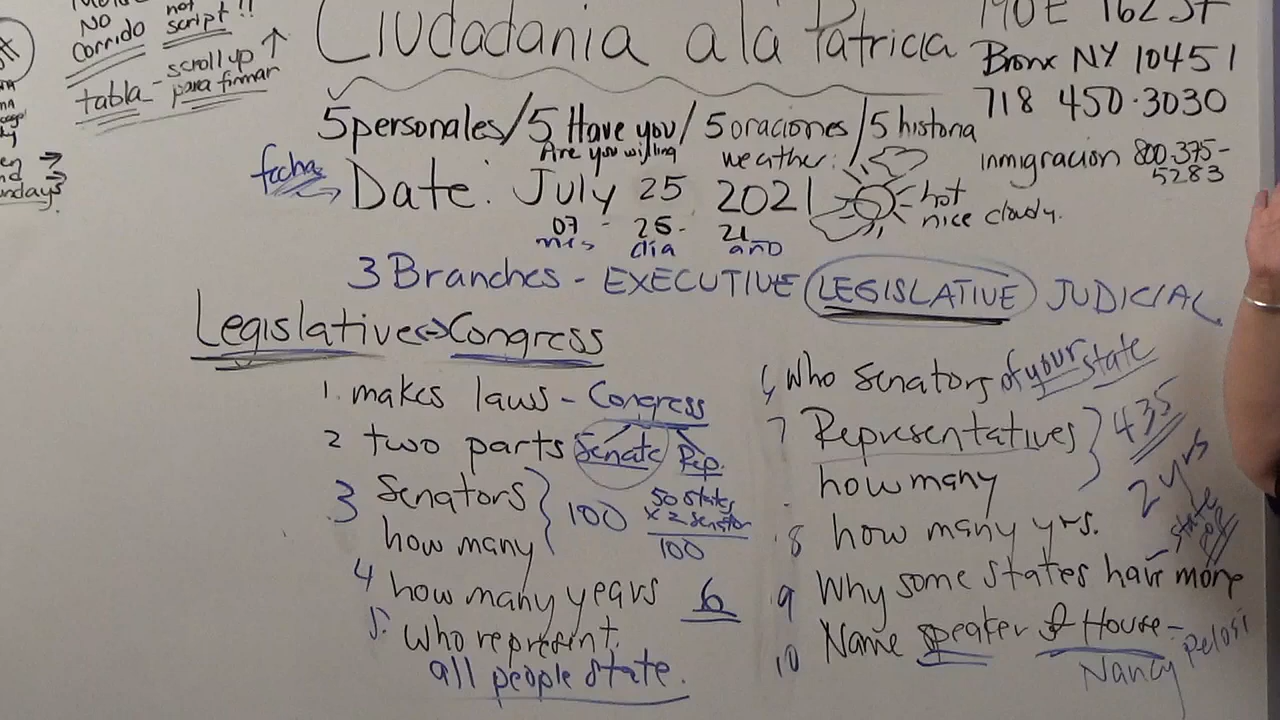 NO not
Corrido script!!
tabla - scroll up ↑
para firmar
Ciudadania a la Patricia
190 E 162 St
Bronx NY 10451
718 450-3030
inmigracion 800-375-
5283
5 personales/5 Have you/5 oraciones/5 historia
Are you willing
weather:
fecha → Date: July 25 2021
hot
nice cloudy.
07 - 25 - 21
mes dia año
3 Branches - EXECUTIVE LEGISLATIVE JUDICIAL
Legislative↔Congress
1. makes laws - Congress
2 two parts Senate Rep.
3 Senators } 100
how many
50 states
x 2 senator
100
4 how many years 6
5. who represent.
all people state.
6 Who Senators of your state
7 Representatives } 435
how many
8 how many yrs. 2 yrs
9 Why some states have more
state pop
10 Name speaker of House -
Nancy Pelosi